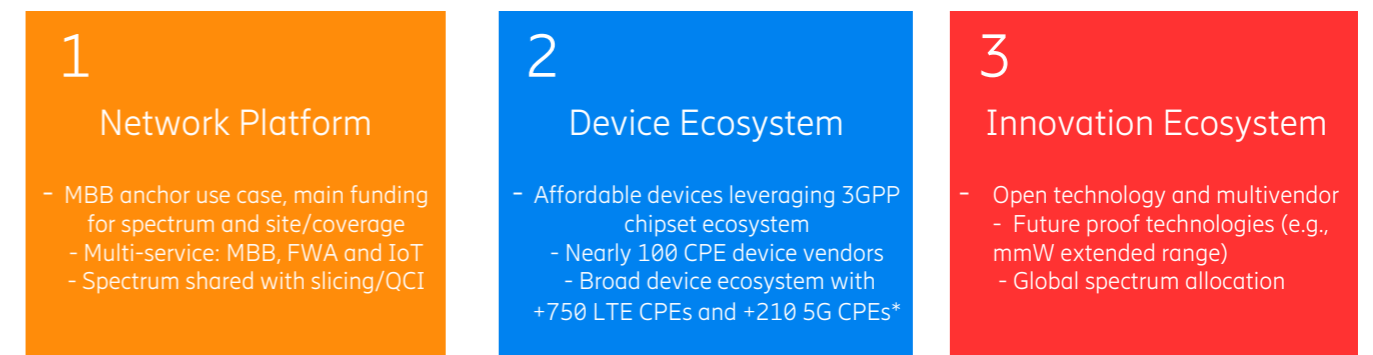 1
Network Platform
- MBB anchor use case, main funding
for spectrum and site/coverage
- Multi-service: MBB, FWA and IoT
- Spectrum shared with slicing/QCI
2
Device Ecosystem
- Affordable devices leveraging 3GPP
chipset ecosystem
- Nearly 100 CPE device vendors
- Broad device ecosystem with
+750 LTE CPEs and +210 5G CPEs*
3
Innovation Ecosystem
- Open technology and multivendor
- Future proof technologies (e.g.,
mmW extended range)
- Global spectrum allocation